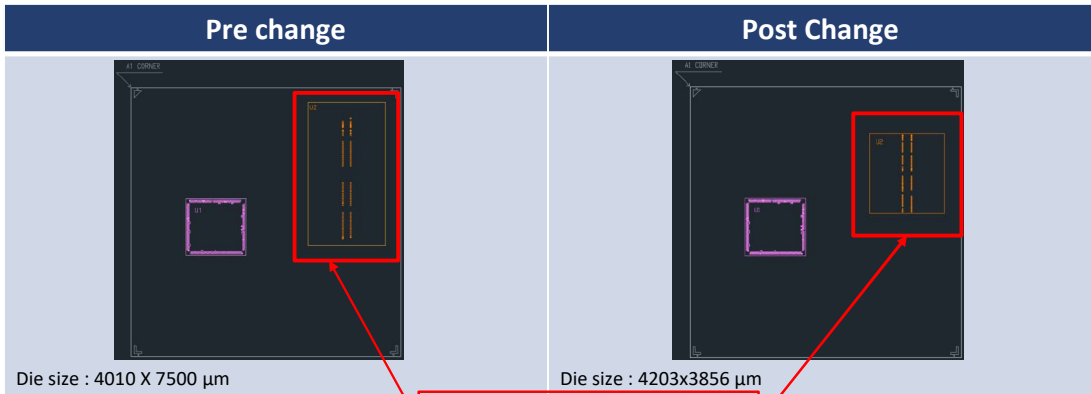 Pre change
Post Change
A1 CORNER
U2
U1
A1 CORNER
U2
Die size : 4010 X 7500 µm
Die size : 4203x3856 µm